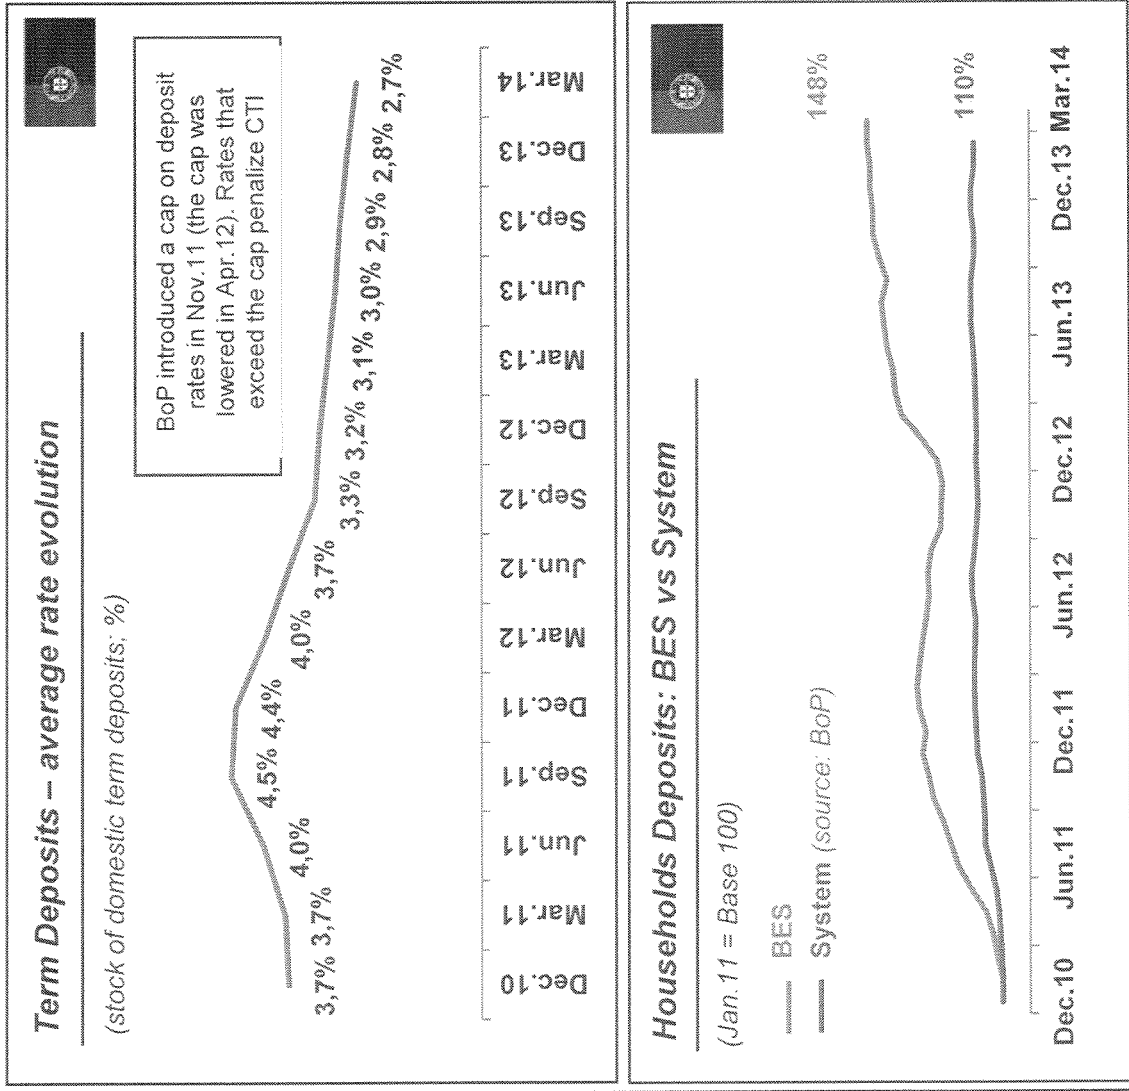 Term Deposits – average rate evolution
(stock of domestic term deposits; %)
BoP introduced a cap on deposit
rates in Nov.11 (the cap was
lowered in Apr.12). Rates that
exceed the cap penalize CTI
3,7% 3,7% 4,0% 4,5% 4,4% 4,0% 3,7% 3,3% 3,2% 3,1% 3,0% 2,9% 2,8% 2,7%
Dec.10 Mar.11 Jun.11 Sep.11 Dec.11 Mar.12 Jun.12 Sep.12 Dec.12 Mar.13 Jun.13 Sep.13 Dec.13 Mar.14
Households Deposits: BES vs System
(Jan.11 = Base 100)
BES
System (source: BoP)
148%
110%
Dec.10 Jun.11 Dec.11 Jun.12 Dec.12 Jun.13 Dec.13 Mar.14